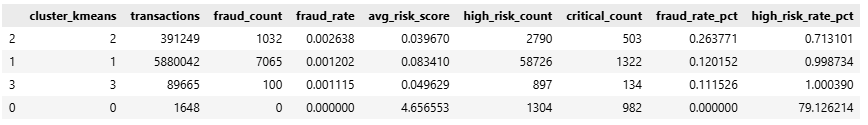 cluster_kmeans transactions fraud_count fraud_rate avg_risk_score high_risk_count critical_count fraud_rate_pct high_risk_rate_pct
2 2 391249 1032 0.002638 0.039670 2790 503 0.263771 0.713101
1 1 5880042 7065 0.001202 0.083410 58726 1322 0.120152 0.998734
3 3 89665 100 0.001115 0.049629 897 134 0.111526 1.000390
0 0 1648 0 0.000000 4.656553 1304 982 0.000000 79.126214